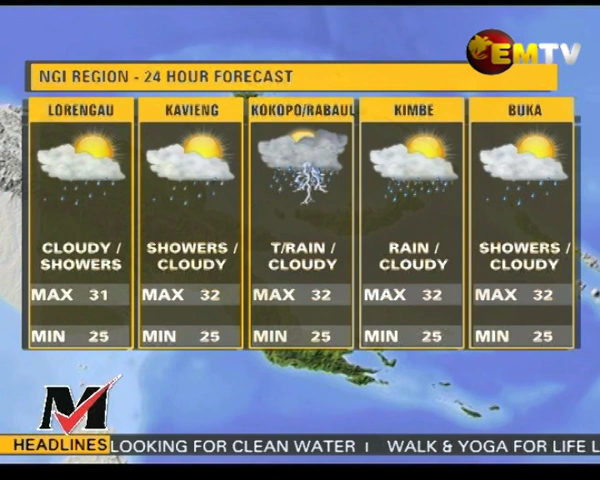 EMTV
NGI REGION - 24 HOUR FORECAST
LORENGAU
CLOUDY /
SHOWERS
MAX 31
MIN 25
KAVIENG
SHOWERS /
CLOUDY
MAX 32
MIN 25
KOKOPO/RABAUL
T/RAIN /
CLOUDY
MAX 32
MIN 25
KIMBE
RAIN /
CLOUDY
MAX 32
MIN 25
BUKA
SHOWERS /
CLOUDY
MAX 32
MIN 25
M
HEADLINES LOOKING FOR CLEAN WATER | WALK & YOGA FOR LIFE L